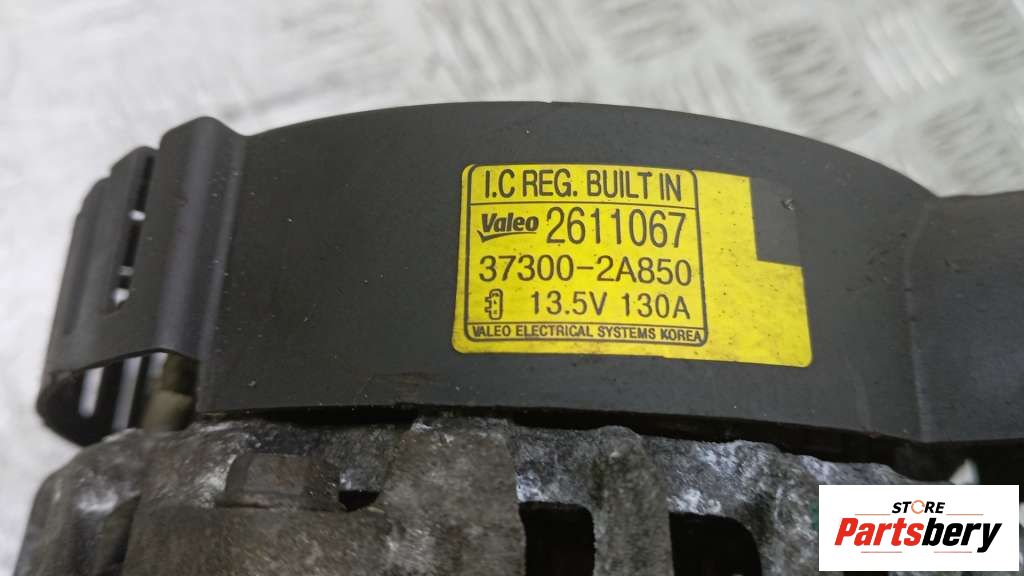 I.C REG. BUILT IN
Valeo 2611067
37300-2A850
13.5V 130A
VALEO ELECTRICAL SYSTEMS KOREA
STORE
Partsbery